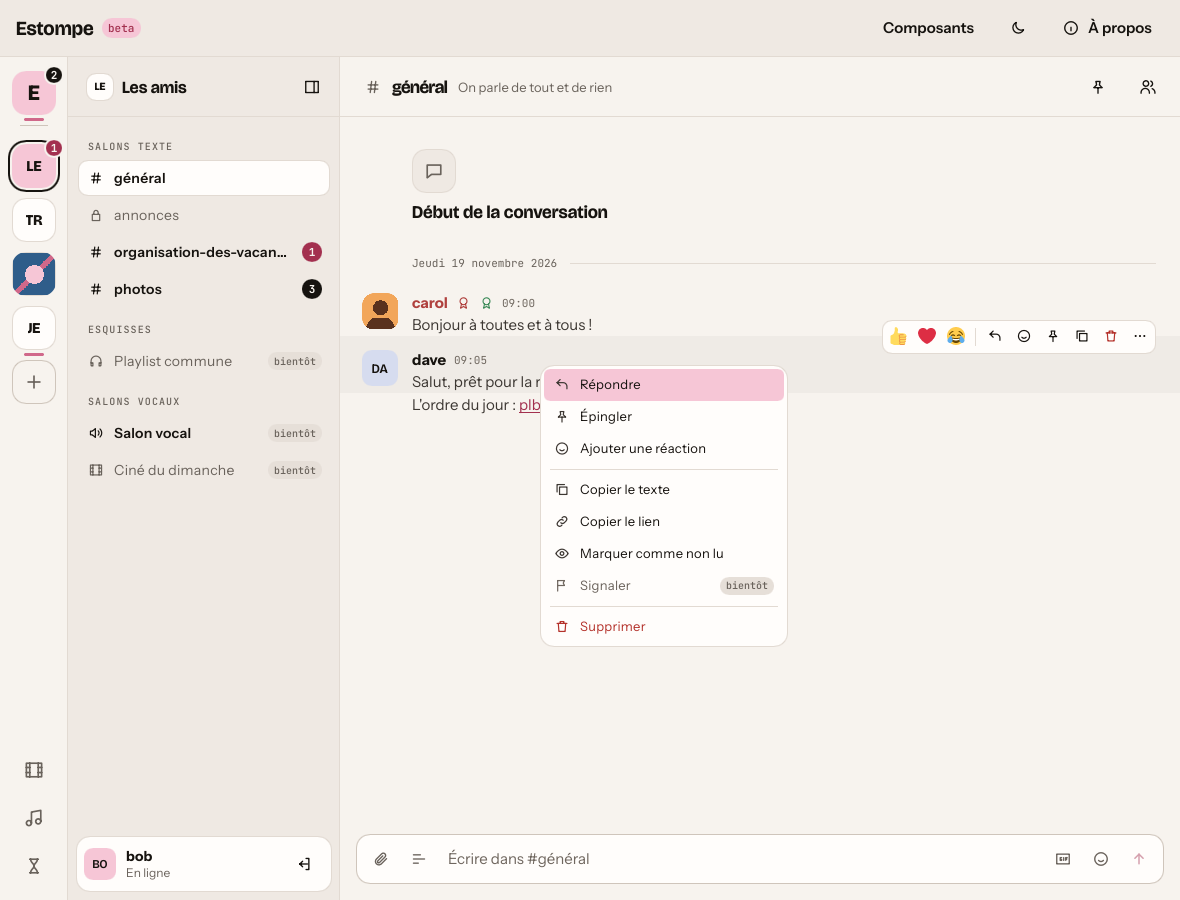 Estompe beta
Composants
À propos
E
2
LE
1
TR
JE
LE Les amis
SALONS TEXTE
général
annonces
organisation-des-vacan... 1
photos 3
ESQUISSES
Playlist commune bientôt
SALONS VOCAUX
Salon vocal bientôt
Ciné du dimanche bientôt
BO
bob
En ligne
# général On parle de tout et de rien
Début de la conversation
Jeudi 19 novembre 2026
carol 09:00
Bonjour à toutes et à tous !
DA
dave 09:05
Salut, prêt pour la
L'ordre du jour : plb
Répondre
Épingler
Ajouter une réaction
Copier le texte
Copier le lien
Marquer comme non lu
Signaler bientôt
Supprimer
Écrire dans #général
GIF